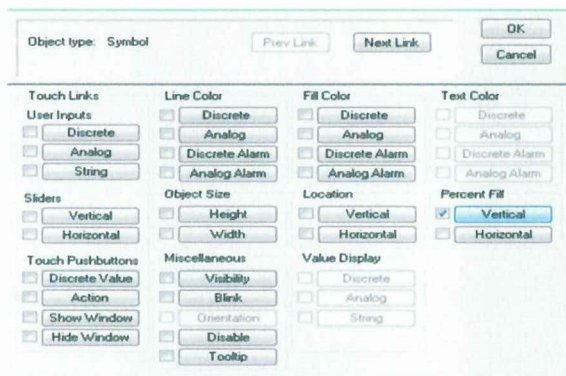 Object type: Symbol
Prev Link
Next Link
OK
Cancel
Touch Links
User Inputs
Discrete
Analog
String
Sliders
Vertical
Horizontal
Touch Pushbuttons
Discrete Value
Action
Show Window
Hide Window
Line Color
Discrete
Analog
Discrete Alarm
Analog Alarm
Object Size
Height
Width
Miscellaneous
Visibility
Blink
Orientation
Disable
Tooltip
Fill Color
Discrete
Analog
Discrete Alarm
Analog Alarm
Location
Vertical
Horizontal
Value Display
Discrete
Analog
String
Text Color
Discrete
Analog
Discrete Alarm
Analog Alarm
Percent Fill
Vertical
Horizontal